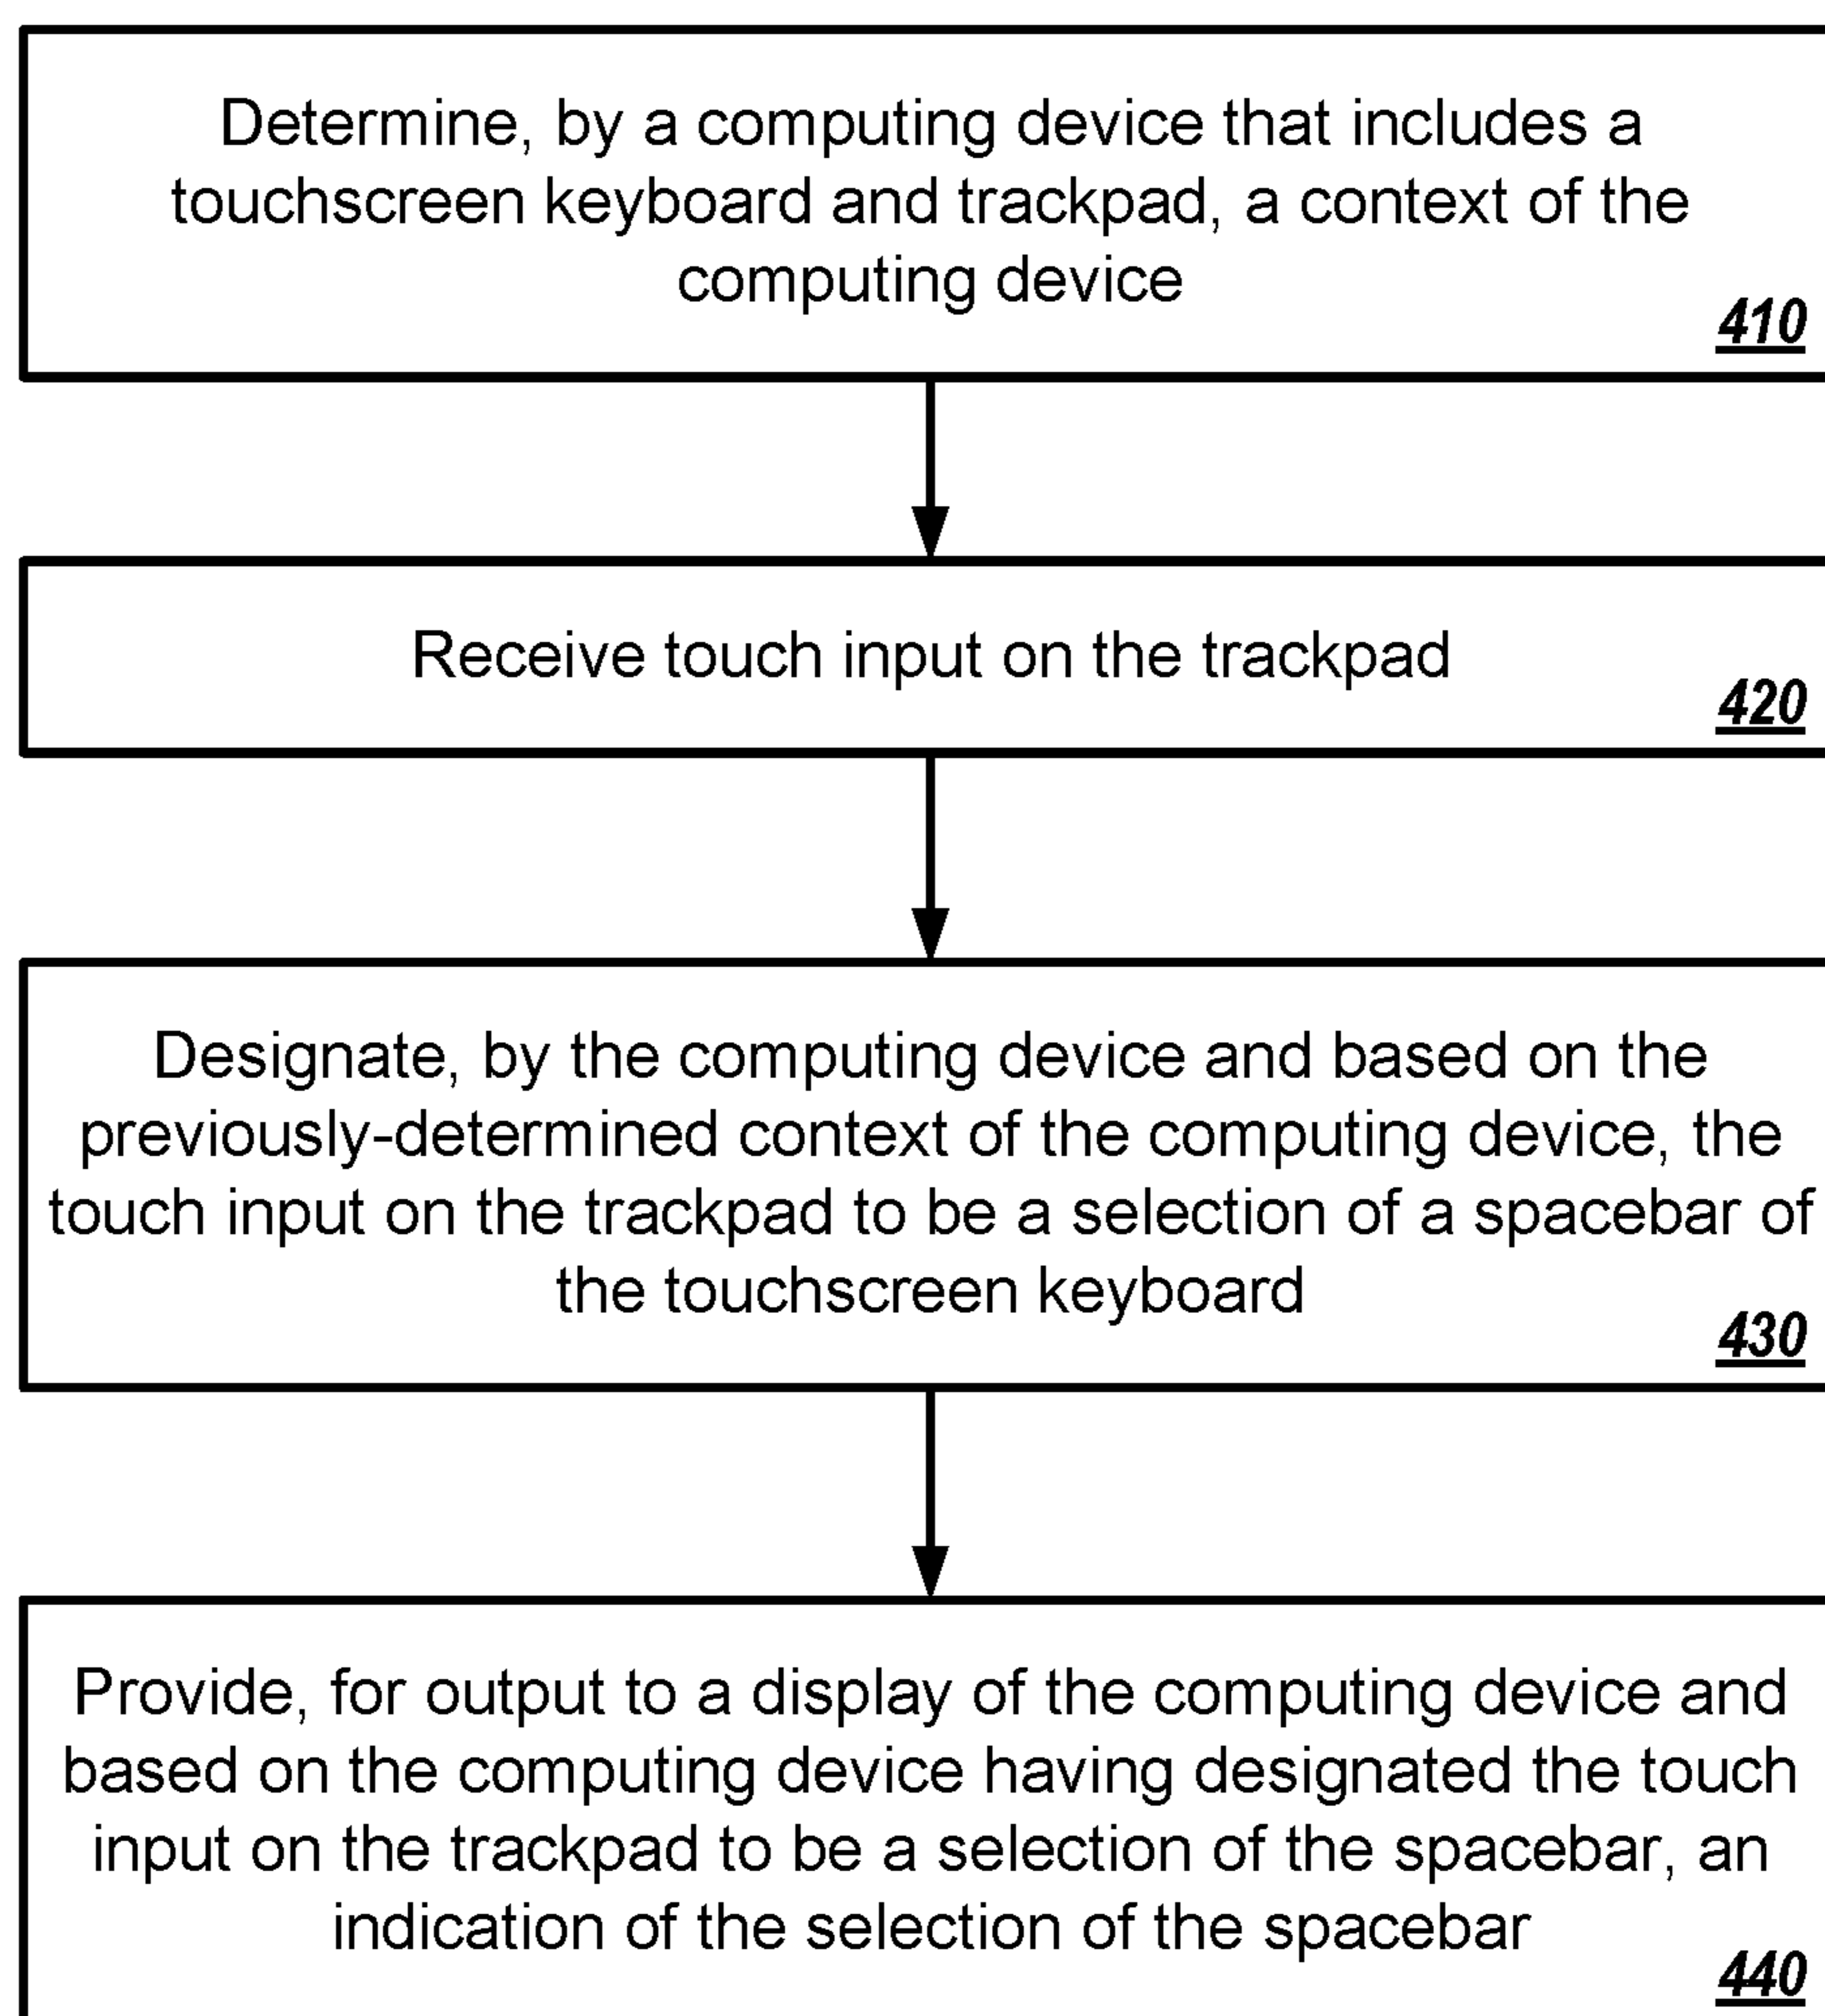 Determine, by a computing device that includes a
touchscreen keyboard and trackpad, a context of the
computing device
410
Receive touch input on the trackpad
420
Designate, by the computing device and based on the
previously-determined context of the computing device, the
touch input on the trackpad to be a selection of a spacebar of
the touchscreen keyboard
430
Provide, for output to a display of the computing device and
based on the computing device having designated the touch
input on the trackpad to be a selection of the spacebar, an
indication of the selection of the spacebar
440